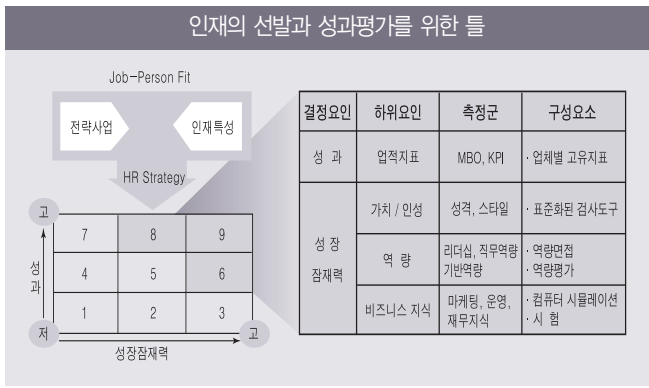 인재의 선발과 성과평가를 위한 틀
Job-Person Fit
전략사업
인재특성
HR Strategy
고
7 8 9
4 5 6
1 2 3
성과
저
고
성장잠재력
결정요인 하위요인 측정군 구성요소
성 과 업적지표 MBO, KPI · 업체별 고유지표
성 장
잠재력
가치 / 인성 성격, 스타일 · 표준화된 검사도구
역 량
리더십, 직무역량
기반역량
· 역량면접
· 역량평가
비즈니스 지식
마케팅, 운영,
재무지식
· 컴퓨터 시뮬레이션
· 시 험